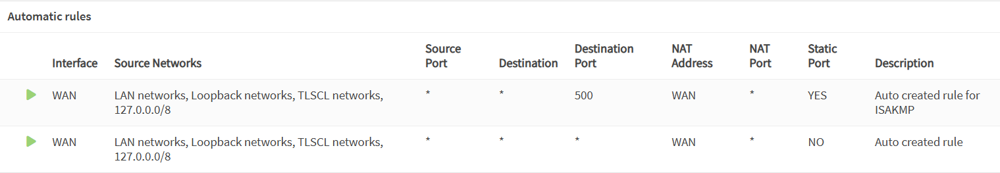 Automatic rules
Interface Source Networks Source Port Destination Destination Port NAT Address NAT Port Static Port Description
WAN LAN networks, Loopback networks, TLSCL networks, 127.0.0.0/8 * * 500 WAN * YES Auto created rule for ISAKMP
WAN LAN networks, Loopback networks, TLSCL networks, 127.0.0.0/8 * * * WAN * NO Auto created rule